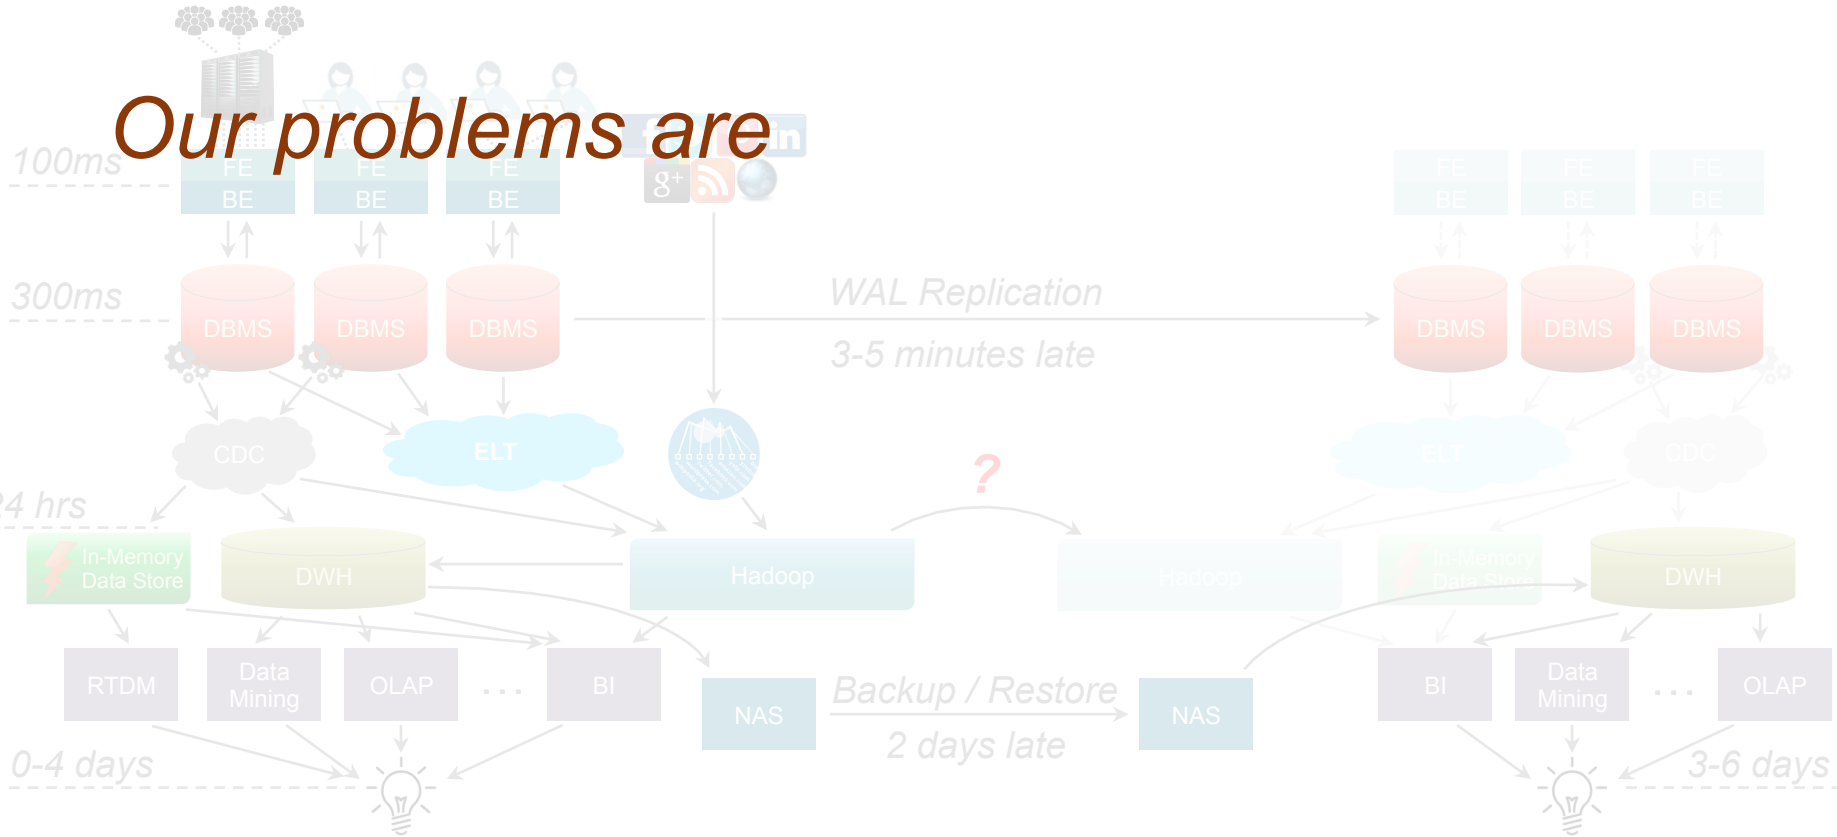 Our problems are
100ms
FE
BE
FE
BE
FE
BE
f
in
g+
FE
BE
FE
BE
FE
BE
300ms
DBMS
DBMS
DBMS
WAL Replication
3-5 minutes late
DBMS
DBMS
DBMS
CDC
ELT
?
ELT
CDC
24 hrs
In-Memory
Data Store
DWH
Hadoop
Hadoop
In-Memory
Data Store
DWH
RTDM
Data
Mining
OLAP
...
BI
NAS
Backup / Restore
2 days late
NAS
BI
Data
Mining
...
OLAP
0-4 days
3-6 days